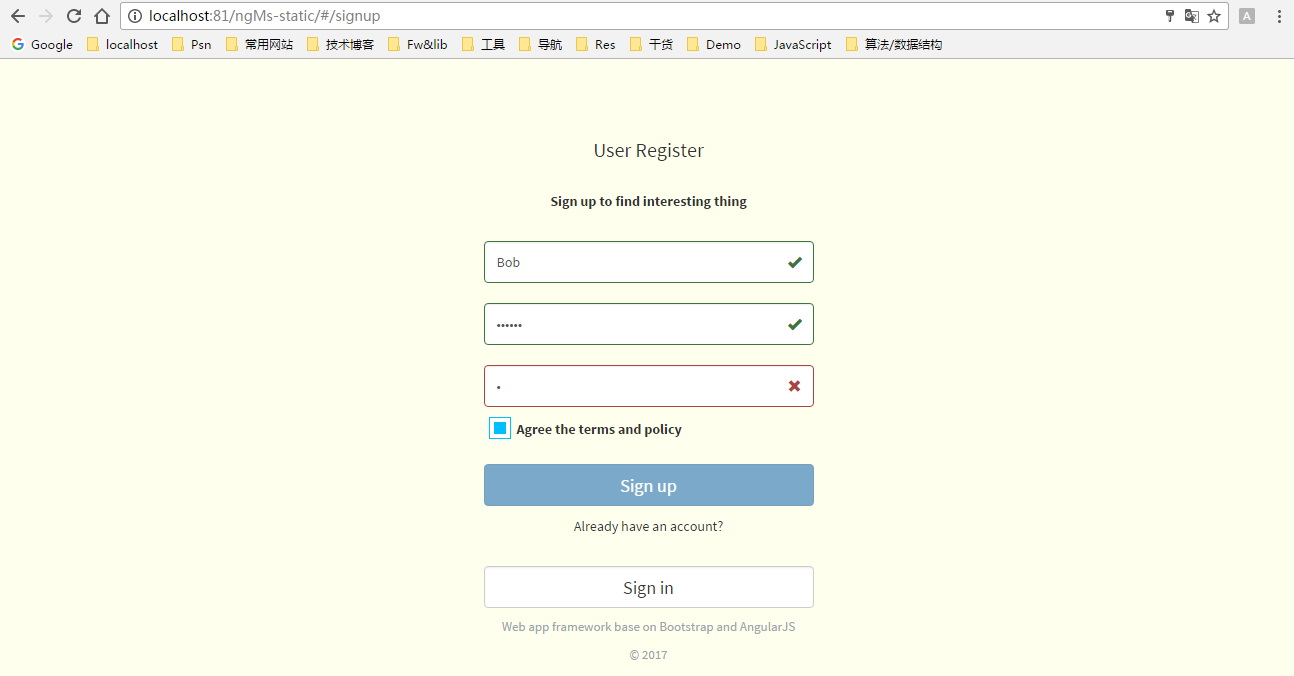 localhost:81/ngMs-static/#/signup
A
Google localhost Psn 常用网站 技术博客 Fw&lib 工具 导航 Res 干货 Demo JavaScript 算法/数据结构
User Register
Sign up to find interesting thing
Bob
••••••
•
Agree the terms and policy
Sign up
Already have an account?
Sign in
Web app framework base on Bootstrap and AngularJS
© 2017